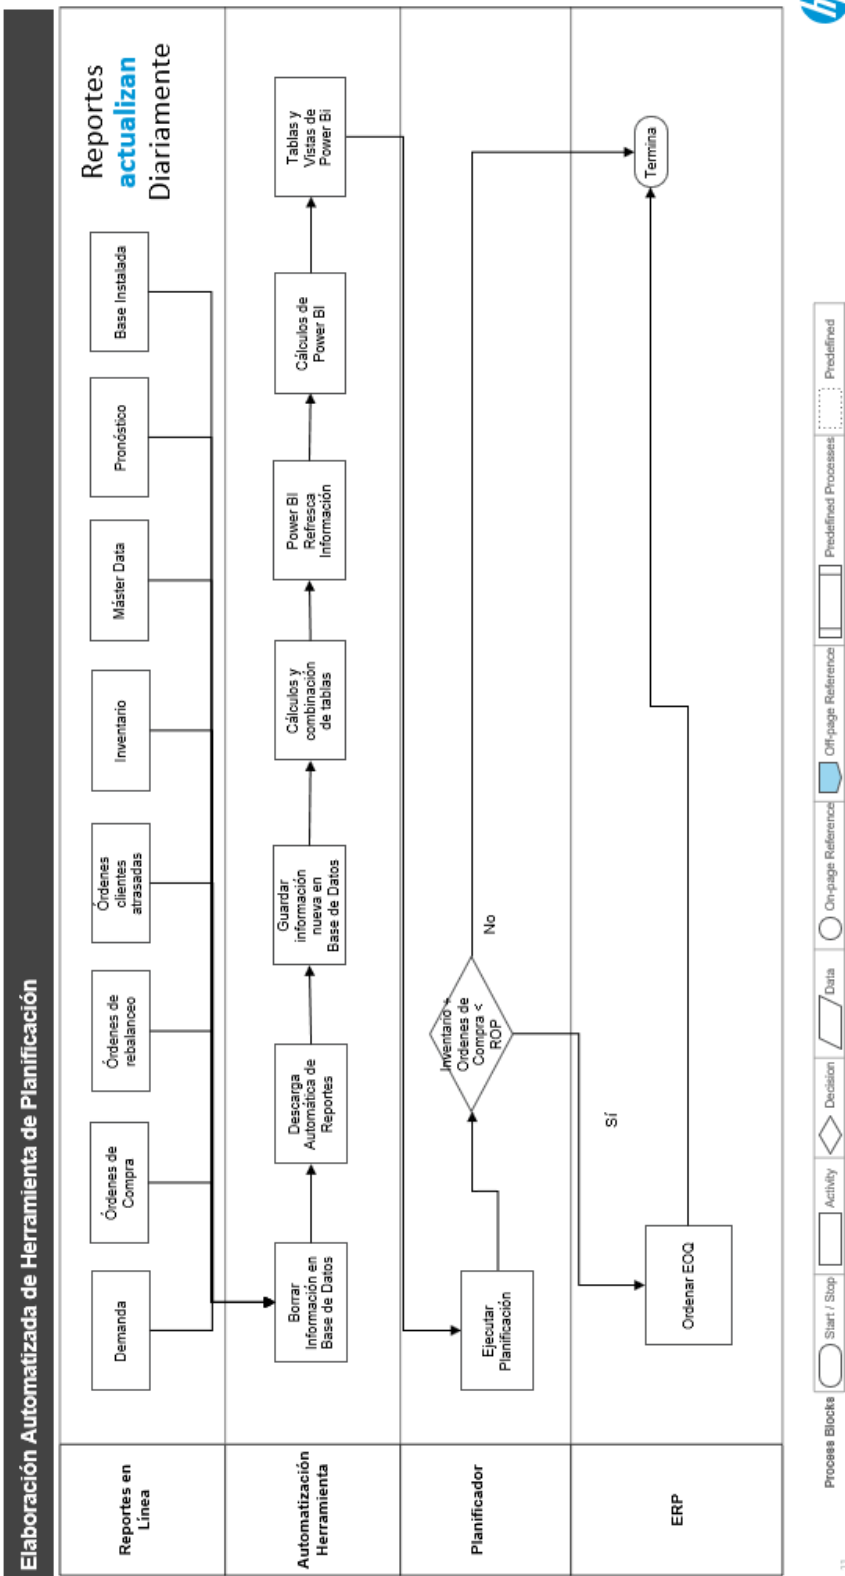 Elaboración Automatizada de Herramienta de Planificación
Reportes en
Línea
Demanda
Órdenes de
Compra
Órdenes de
rebalanceo
Órdenes
clientes
atrasadas
Inventario
Máster Data
Pronóstico
Base Instalada
Reportes
actualizan
Diariamente
Automatización
Herramienta
Borrar
Información en
Base de Datos
Descarga
Automática de
Reportes
Guardar
información
nueva en
Base de Datos
Cálculos y
combinación
de tablas
Power BI
Refresca
Información
Cálculos de
Power BI
Tablas y
Vistas de
Power Bi
Planificador
Ejecutar
Planificación
Inventario +
Ordenes de
Compra <
ROP
No
Sí
ERP
Ordenar EOQ
Termina
Process Blocks
Start / Stop
Activity
Decision
Data
On-page Reference
Off-page Reference
Predefined Processes
Predefined